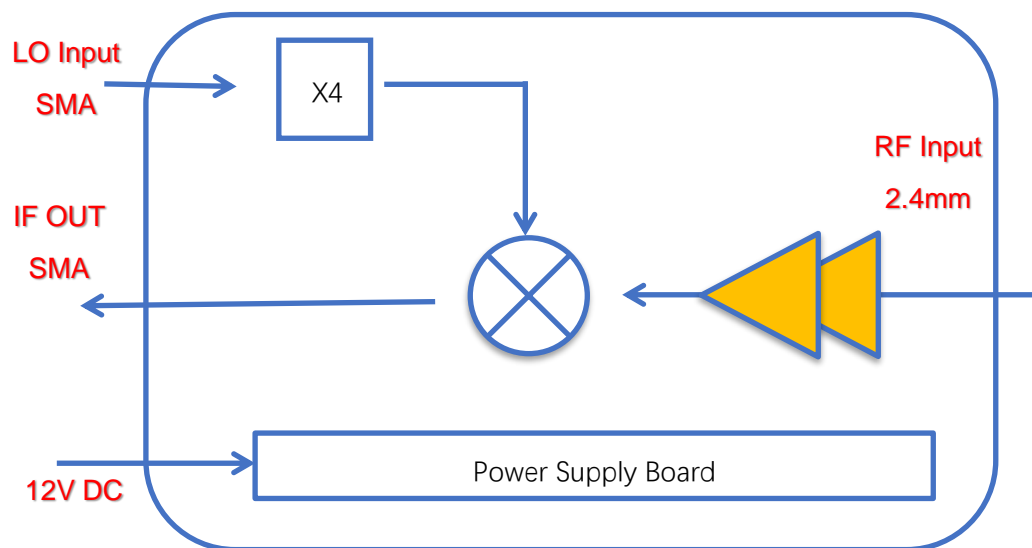 LO Input
SMA
X4
RF Input
2.4mm
IF OUT
SMA
Power Supply Board
12V DC